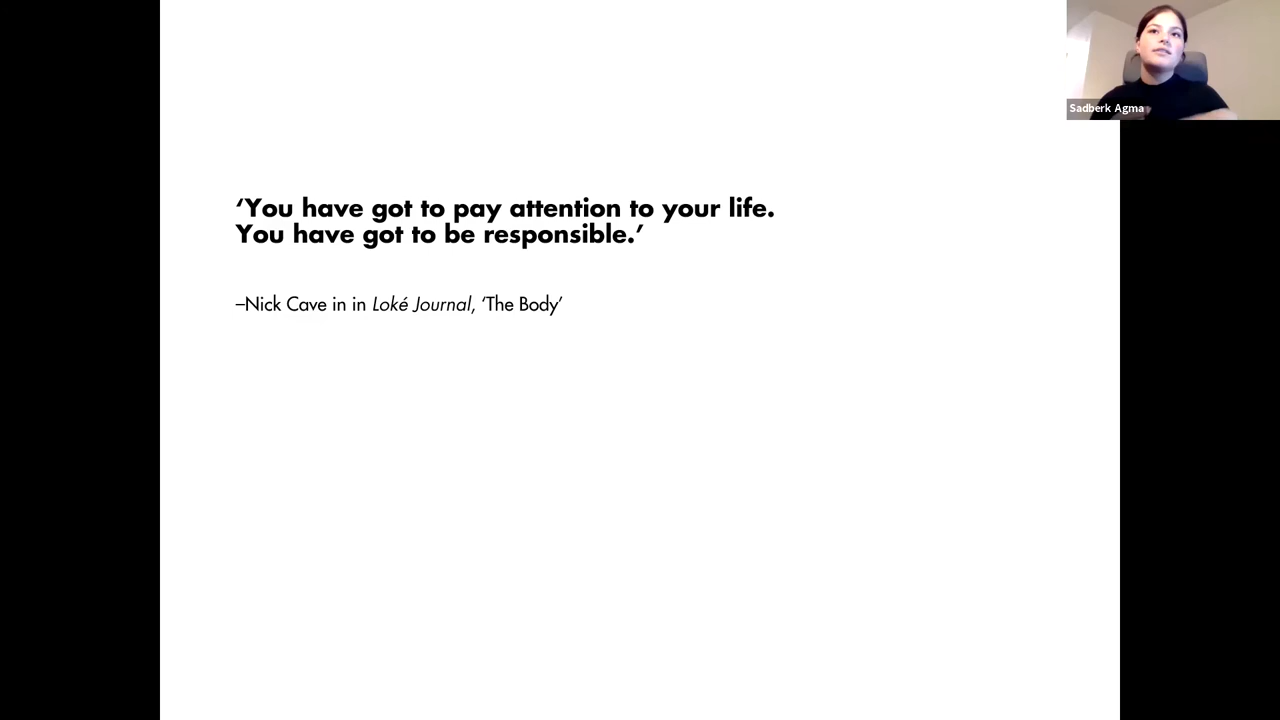 ‘You have got to pay attention to your life.
You have got to be responsible.’
–Nick Cave in in Loké Journal, ‘The Body’
Sadberk Agma